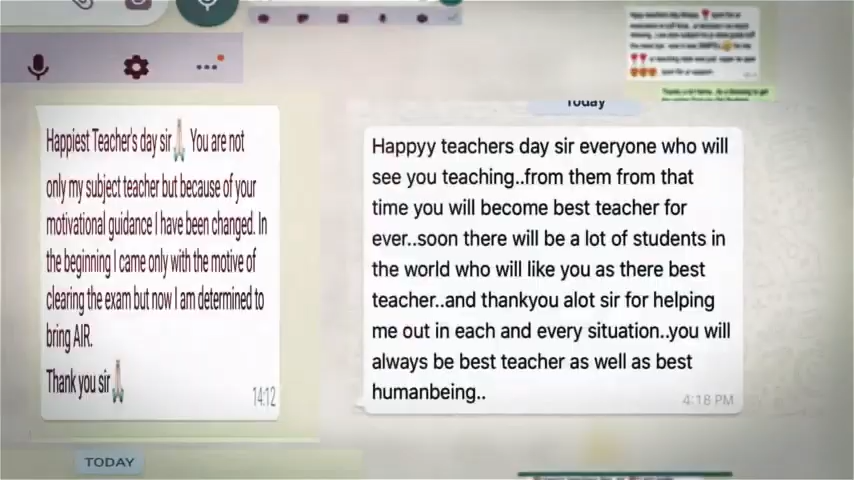 Happiest Teacher's day sir🙏🏻 You are not
only my subject teacher but because of your
motivational guidance I have been changed. In
the beginning I came only with the motive of
clearing the exam but now I am determined to
bring AIR.
Thank you sir🙏🏻
14:12
TODAY
Today
Happyy teachers day sir everyone who will
see you teaching..from them from that
time you will become best teacher for
ever..soon there will be a lot of students in
the world who will like you as there best
teacher..and thankyou alot sir for helping
me out in each and every situation..you will
always be best teacher as well as best
humanbeing..
4:18 PM